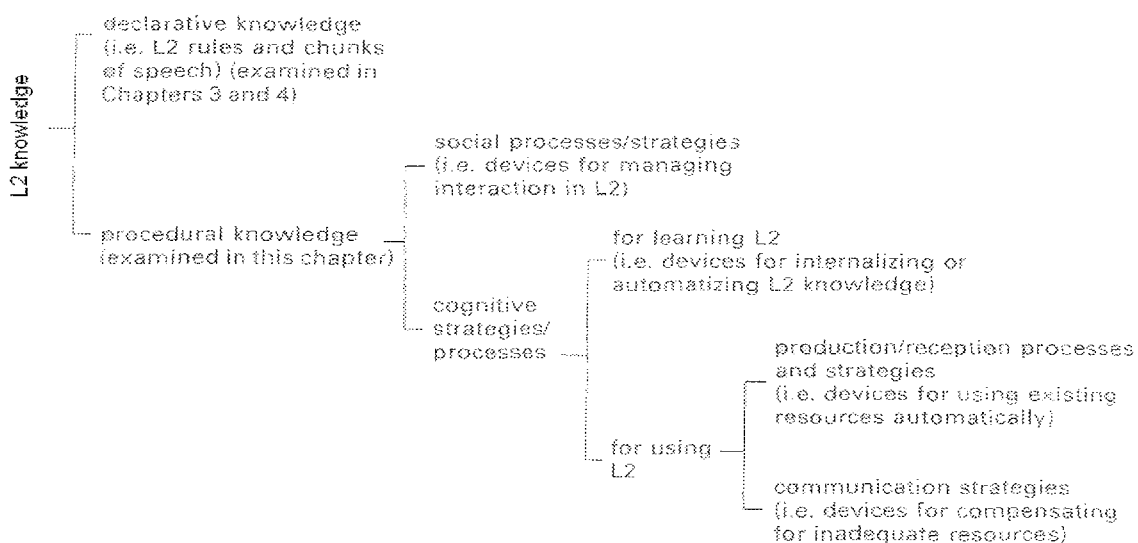 L2 knowledge
declarative knowledge
(i.e. L2 rules and chunks
of speech) (examined in
Chapters 3 and 4)
procedural knowledge
(examined in this chapter)
social processes/strategies
(i.e. devices for managing
interaction in L2)
cognitive
strategies/
processes
for learning L2
(i.e. devices for internalizing or
automatizing L2 knowledge)
for using
L2
production/reception processes
and strategies
(i.e. devices for using existing
resources automatically)
communication strategies
(i.e. devices for compensating
for inadequate resources)